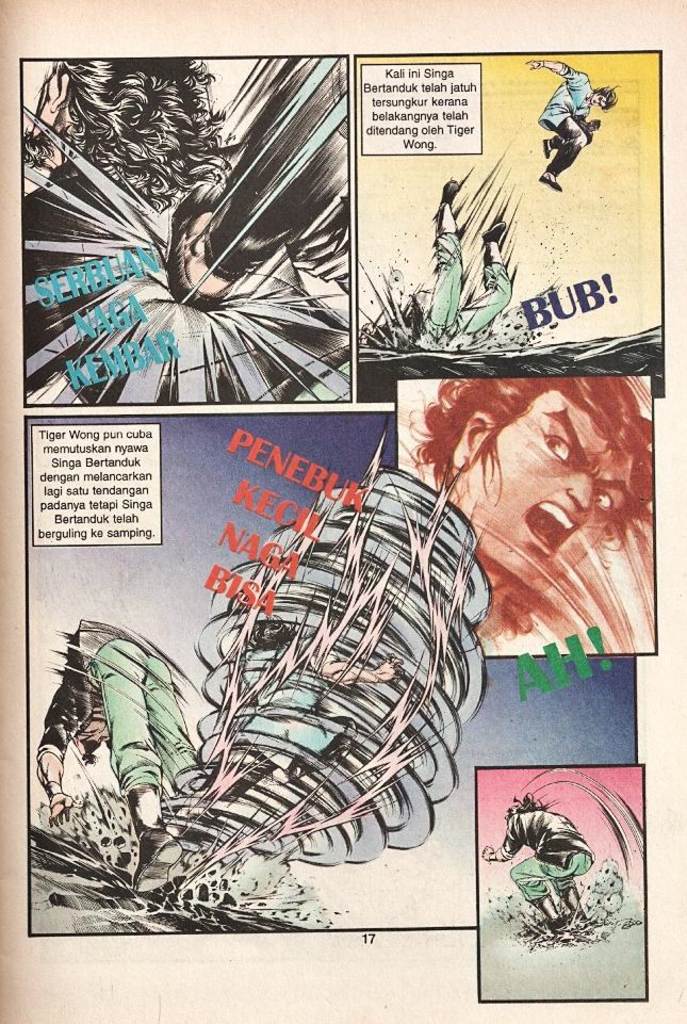 SERBUAN
NAGA
KEMBAR
Kali ini Singa
Bertanduk telah jatuh
tersungkur kerana
belakangnya telah
ditendang oleh Tiger
Wong.
BUB!
Tiger Wong pun cuba
memutuskan nyawa
Singa Bertanduk
dengan melancarkan
lagi satu tendangan
padanya tetapi Singa
Bertanduk telah
berguling ke samping.
PENEBUK
KECIL
NAGA
BISA
AH!
17